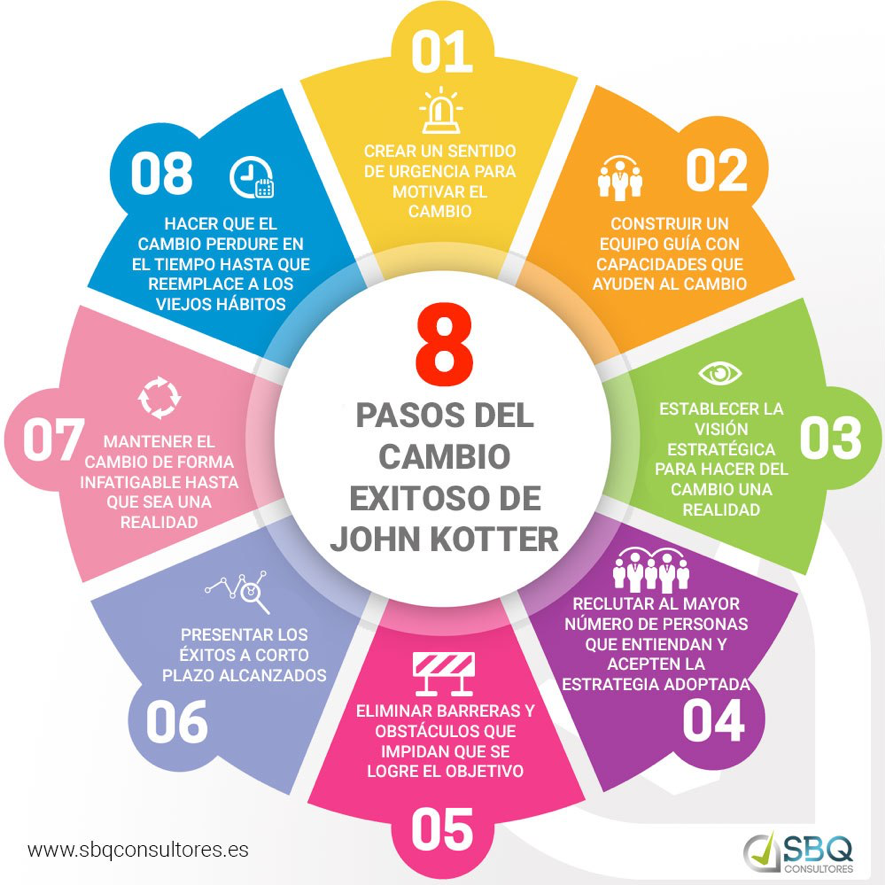 8
PASOS DEL
CAMBIO
EXITOSO DE
JOHN KOTTER
01
CREAR UN SENTIDO
DE URGENCIA PARA
MOTIVAR EL
CAMBIO
02
CONSTRUIR UN
EQUIPO GUÍA CON
CAPACIDADES QUE
AYUDEN AL CAMBIO
03
ESTABLECER LA
VISIÓN
ESTRATÉGICA
PARA HACER DEL
CAMBIO UNA
REALIDAD
RECLUTAR AL MAYOR
NÚMERO DE PERSONAS
QUE ENTIENDAN Y
ACEPTEN LA
ESTRATEGIA ADOPTADA
04
ELIMINAR BARRERAS Y
OBSTÁCULOS QUE
IMPIDAN QUE SE
LOGRE EL OBJETIVO
05
PRESENTAR LOS
ÉXITOS A CORTO
PLAZO ALCANZADOS
06
07
MANTENER EL
CAMBIO DE FORMA
INFATIGABLE HASTA
QUE SEA UNA
REALIDAD
08
HACER QUE EL
CAMBIO PERDURE EN
EL TIEMPO HASTA QUE
REEMPLACE A LOS
VIEJOS HÁBITOS
www.sbqconsultores.es
SBQ
CONSULTORES